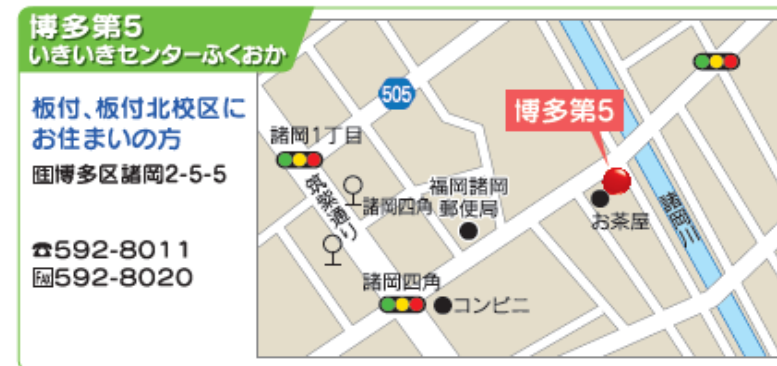 博多第5
いきいきセンターふくおか
板付、板付北校区に
お住まいの方
住博多区諸岡2-5-5
☎592-8011
FAX592-8020
505
博多第5
諸岡1丁目
筑紫通り
諸岡四角
福岡諸岡
郵便局
お茶屋
諸岡川
諸岡四角
コンビニ